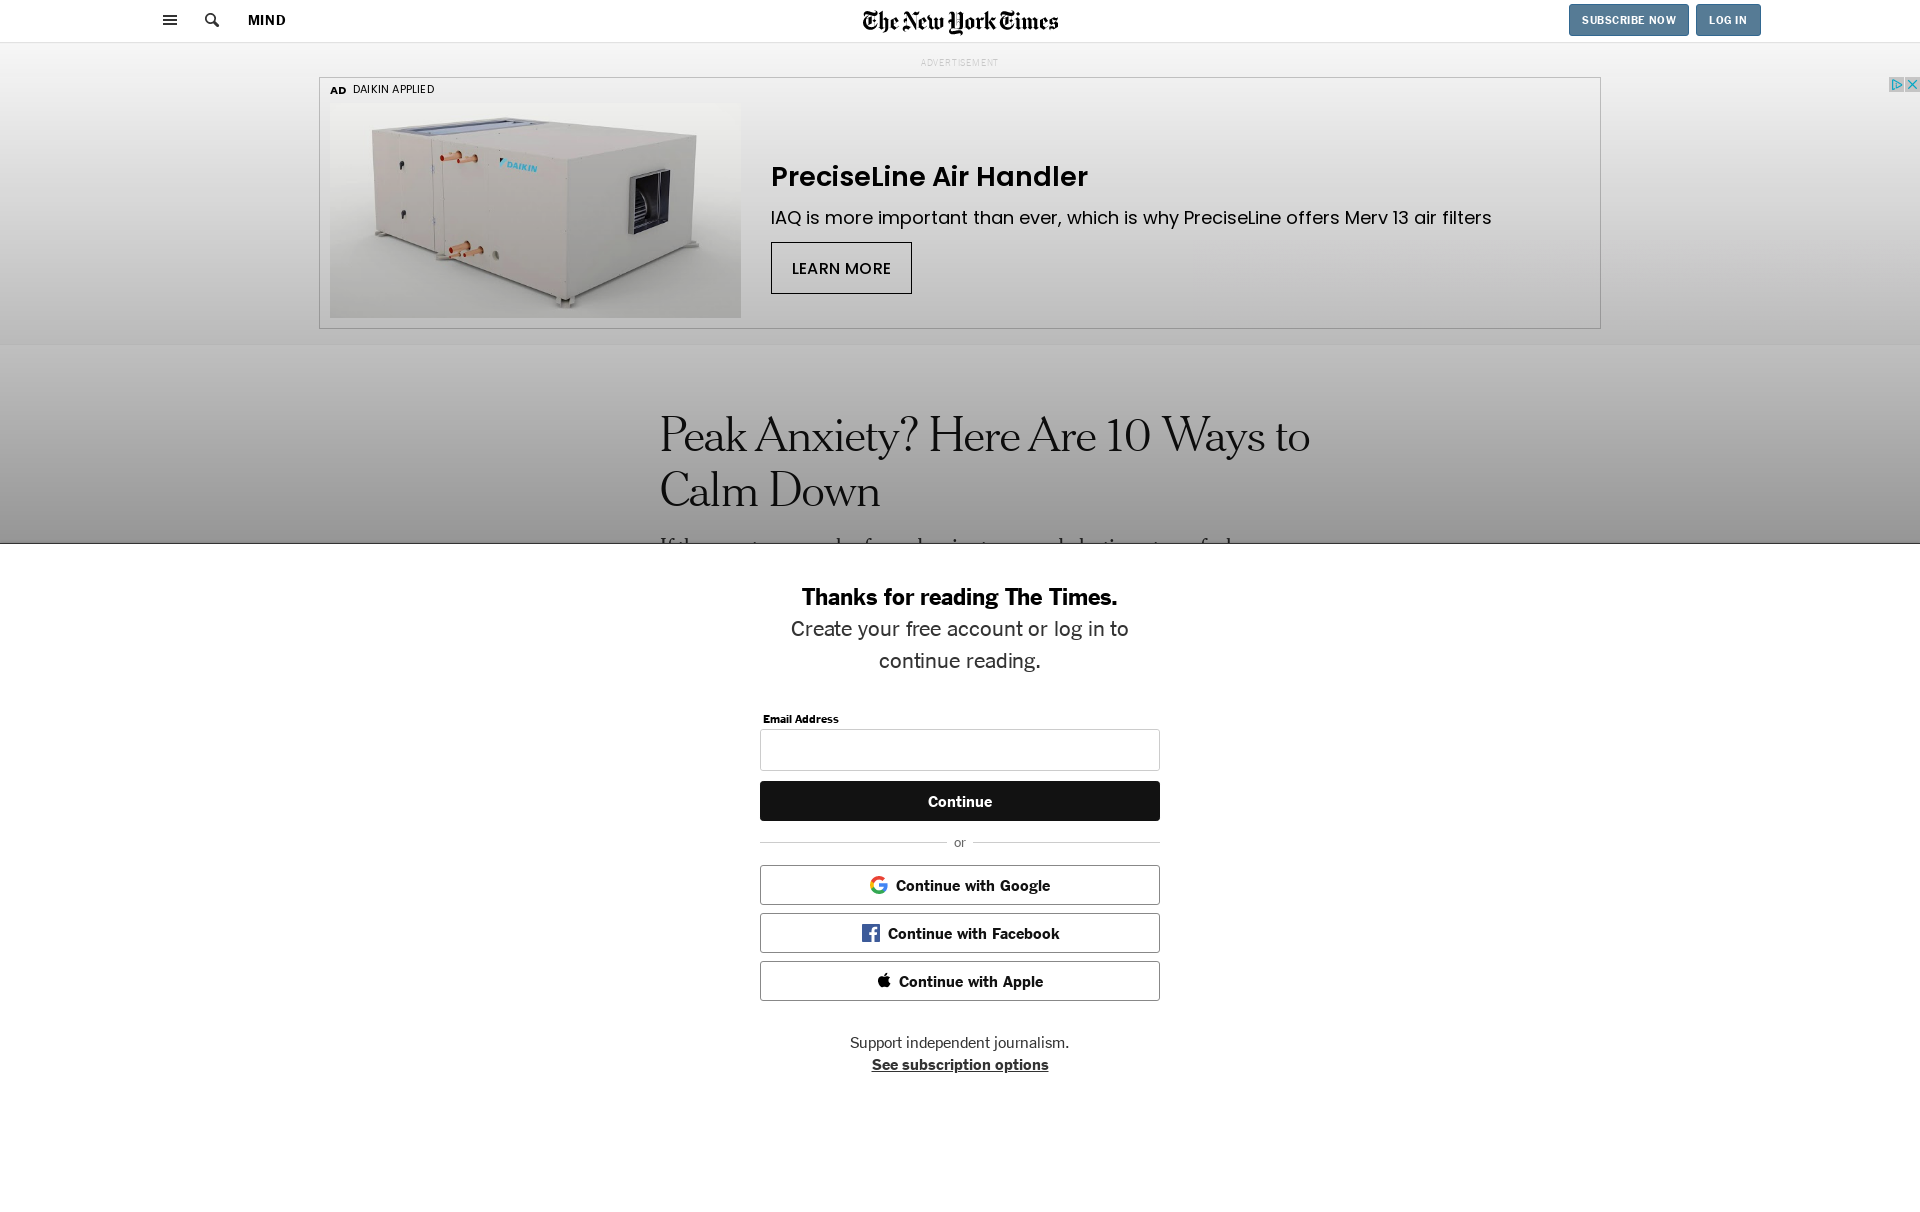 MIND
The New York Times
SUBSCRIBE NOW
LOG IN
ADVERTISEMENT
AD DAIKIN APPLIED
DAIKIN
PreciseLine Air Handler
IAQ is more important than ever, which is why PreciseLine offers Merv 13 air filters
LEARN MORE
Peak Anxiety? Here Are 10 Ways to
Calm Down
Thanks for reading The Times.
Create your free account or log in to
continue reading.
Email Address
Continue
or
Continue with Google
Continue with Facebook
Continue with Apple
Support independent journalism.
See subscription options